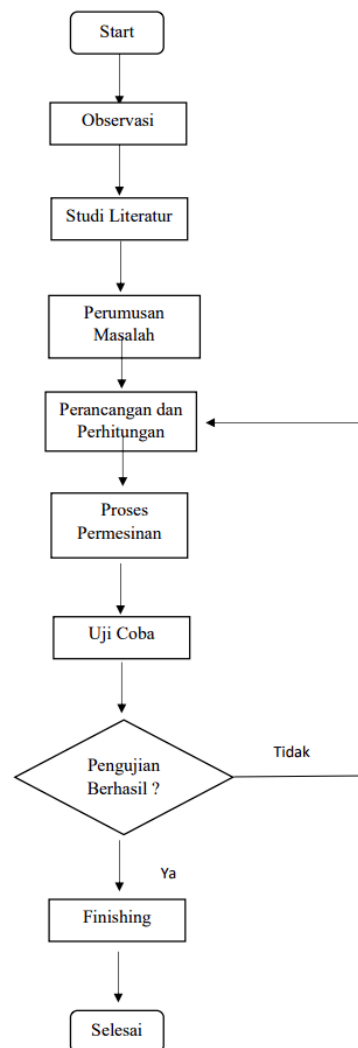 Start
Observasi
Studi Literatur
Perumusan
Masalah
Perancangan dan
Perhitungan
Proses
Permesinan
Uji Coba
Pengujian
Berhasil ?
Tidak
Ya
Finishing
Selesai